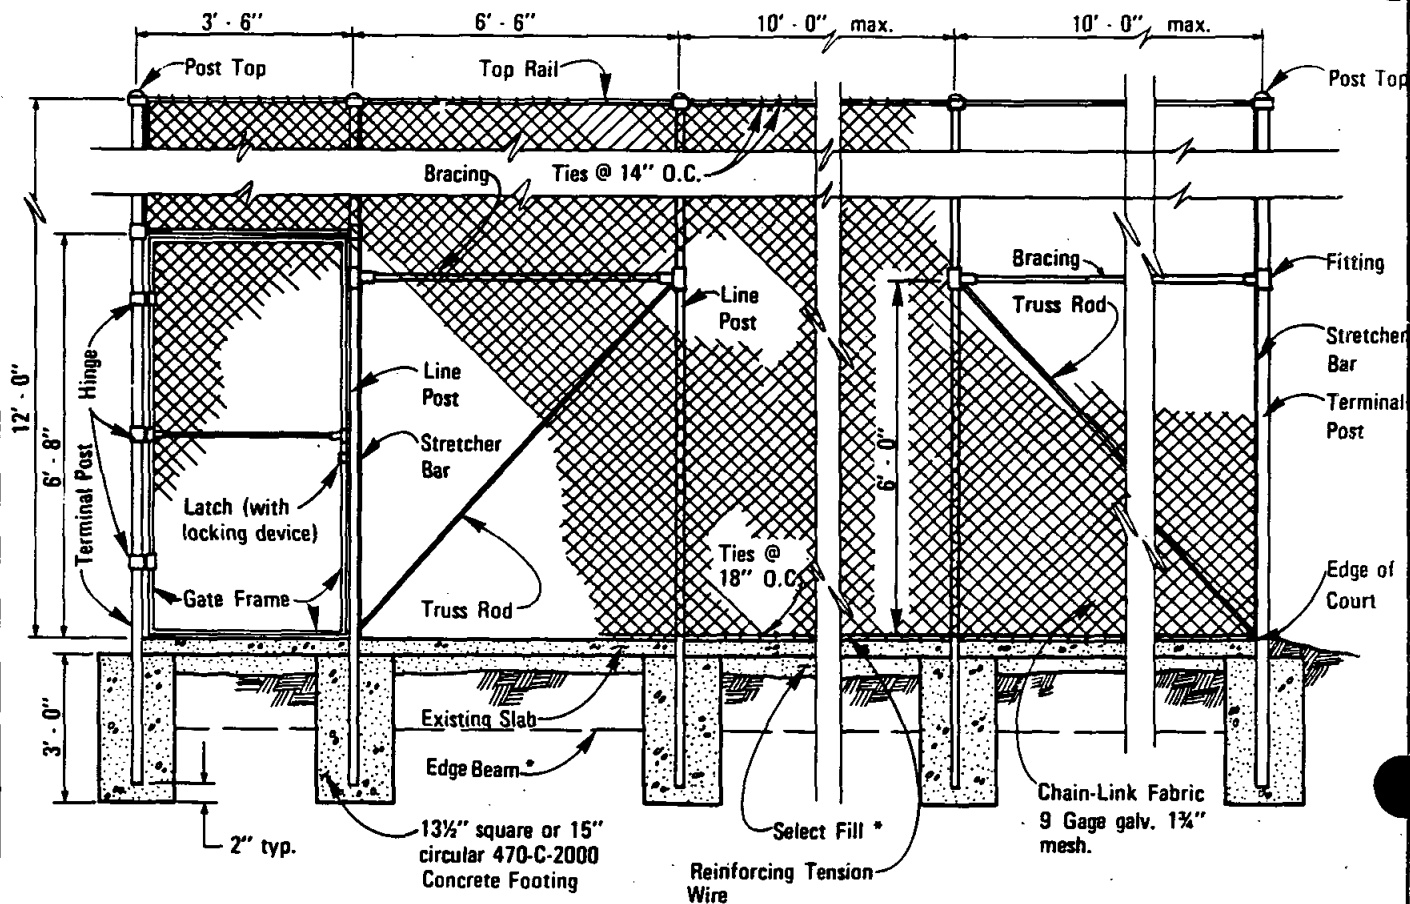 3' - 6"
6' - 6"
10' - 0" max.
10' - 0" max.
Post Top
Top Rail
Post Top
Bracing
Ties @ 14" O.C.
Bracing
Fitting
Truss Rod
Line
Post
Stretcher
Bar
Hinge
Line
Post
Terminal
Post
12' - 0"
6' - 8"
6' - 0"
Stretcher
Bar
Terminal Post
Latch (with
locking device)
Ties @
18" O.C.
Edge of
Court
Gate Frame
Truss Rod
3' - 0"
Existing Slab
Edge Beam*
Chain-Link Fabric
9 Gage galv. 1¾"
mesh.
2" typ.
13½" square or 15"
circular 470-C-2000
Concrete Footing
Select Fill *
Reinforcing Tension
Wire